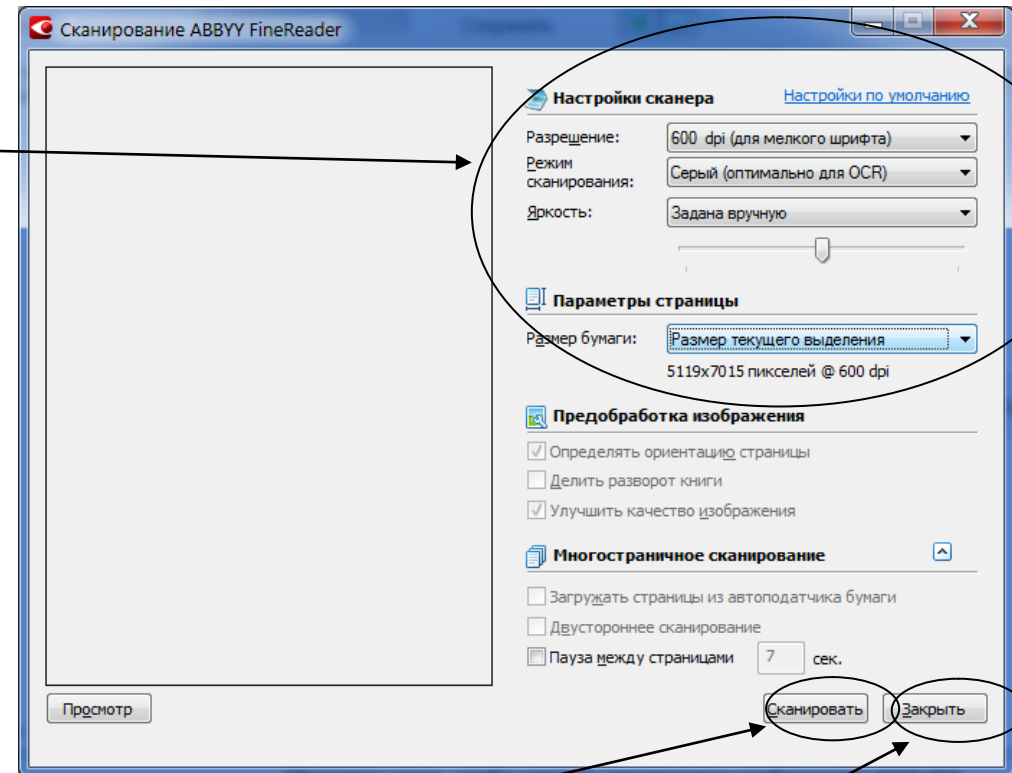 Сканирование ABBYY FineReader
Настройки сканера
Настройки по умолчанию
Разрешение:
600 dpi (для мелкого шрифта)
Режим сканирования:
Серый (оптимально для OCR)
Яркость:
Задана вручную
Параметры страницы
Размер бумаги:
Размер текущего выделения
5119x7015 пикселей @ 600 dpi
Предобработка изображения
Определять ориентацию страницы
Делить разворот книги
Улучшить качество изображения
Многостраничное сканирование
Загружать страницы из автоподатчика бумаги
Двустороннее сканирование
Пауза между страницами 7 сек.
Просмотр
Сканировать
Закрыть